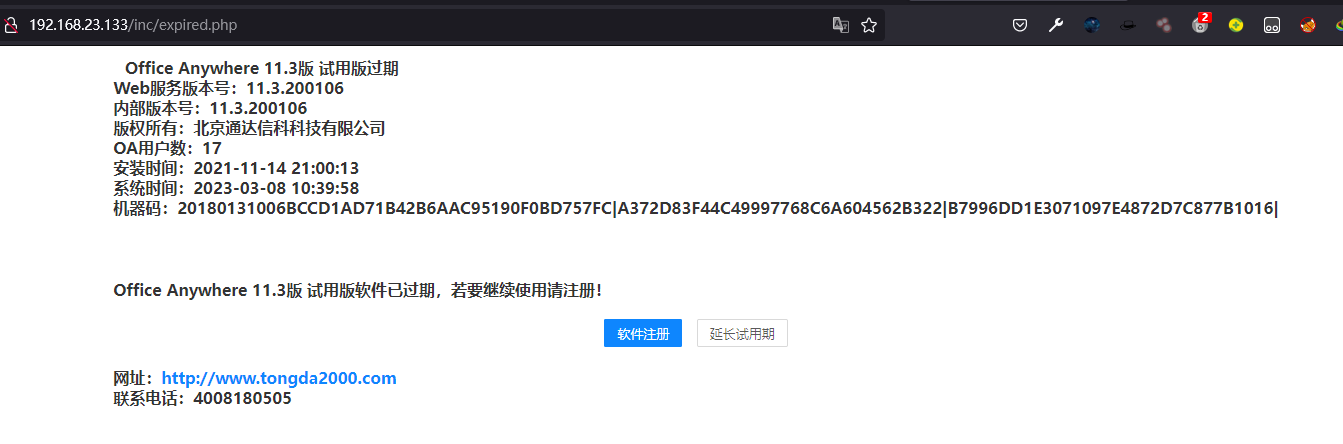 192.168.23.133/inc/expired.php
2
Office Anywhere 11.3版 试用版过期
Web服务版本号：11.3.200106
内部版本号：11.3.200106
版权所有：北京通达信科科技有限公司
OA用户数：17
安装时间：2021-11-14 21:00:13
系统时间：2023-03-08 10:39:58
机器码：20180131006BCCD1AD71B42B6AAC95190F0BD757FC|A372D83F44C49997768C6A604562B322|B7996DD1E3071097E4872D7C877B1016|
Office Anywhere 11.3版 试用版软件已过期，若要继续使用请注册！
软件注册 延长试用期
网址：http://www.tongda2000.com
联系电话：4008180505